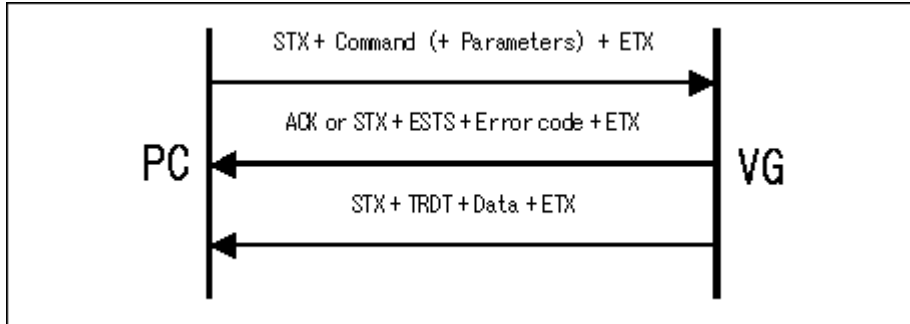 STX + Command (+ Parameters) + ETX
ACK or STX + ESTS + Error code + ETX
PC
VG
STX + TRDT + Data + ETX